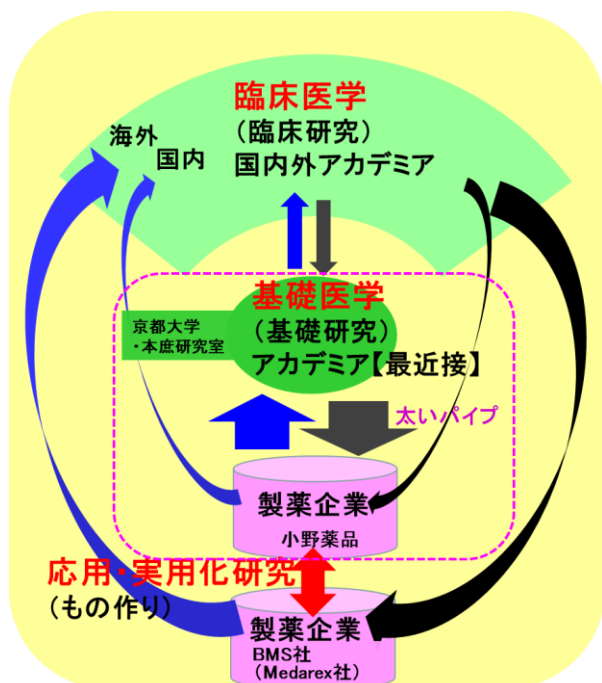 臨床医学
(臨床研究)
国内外アカデミア
海外
国内
基礎医学
(基礎研究)
アカデミア【最近接】
京都大学
・本庶研究室
太いパイプ
製薬企業
小野薬品
応用・実用化研究
(もの作り)
製薬企業
BMS社
(Medarex社)